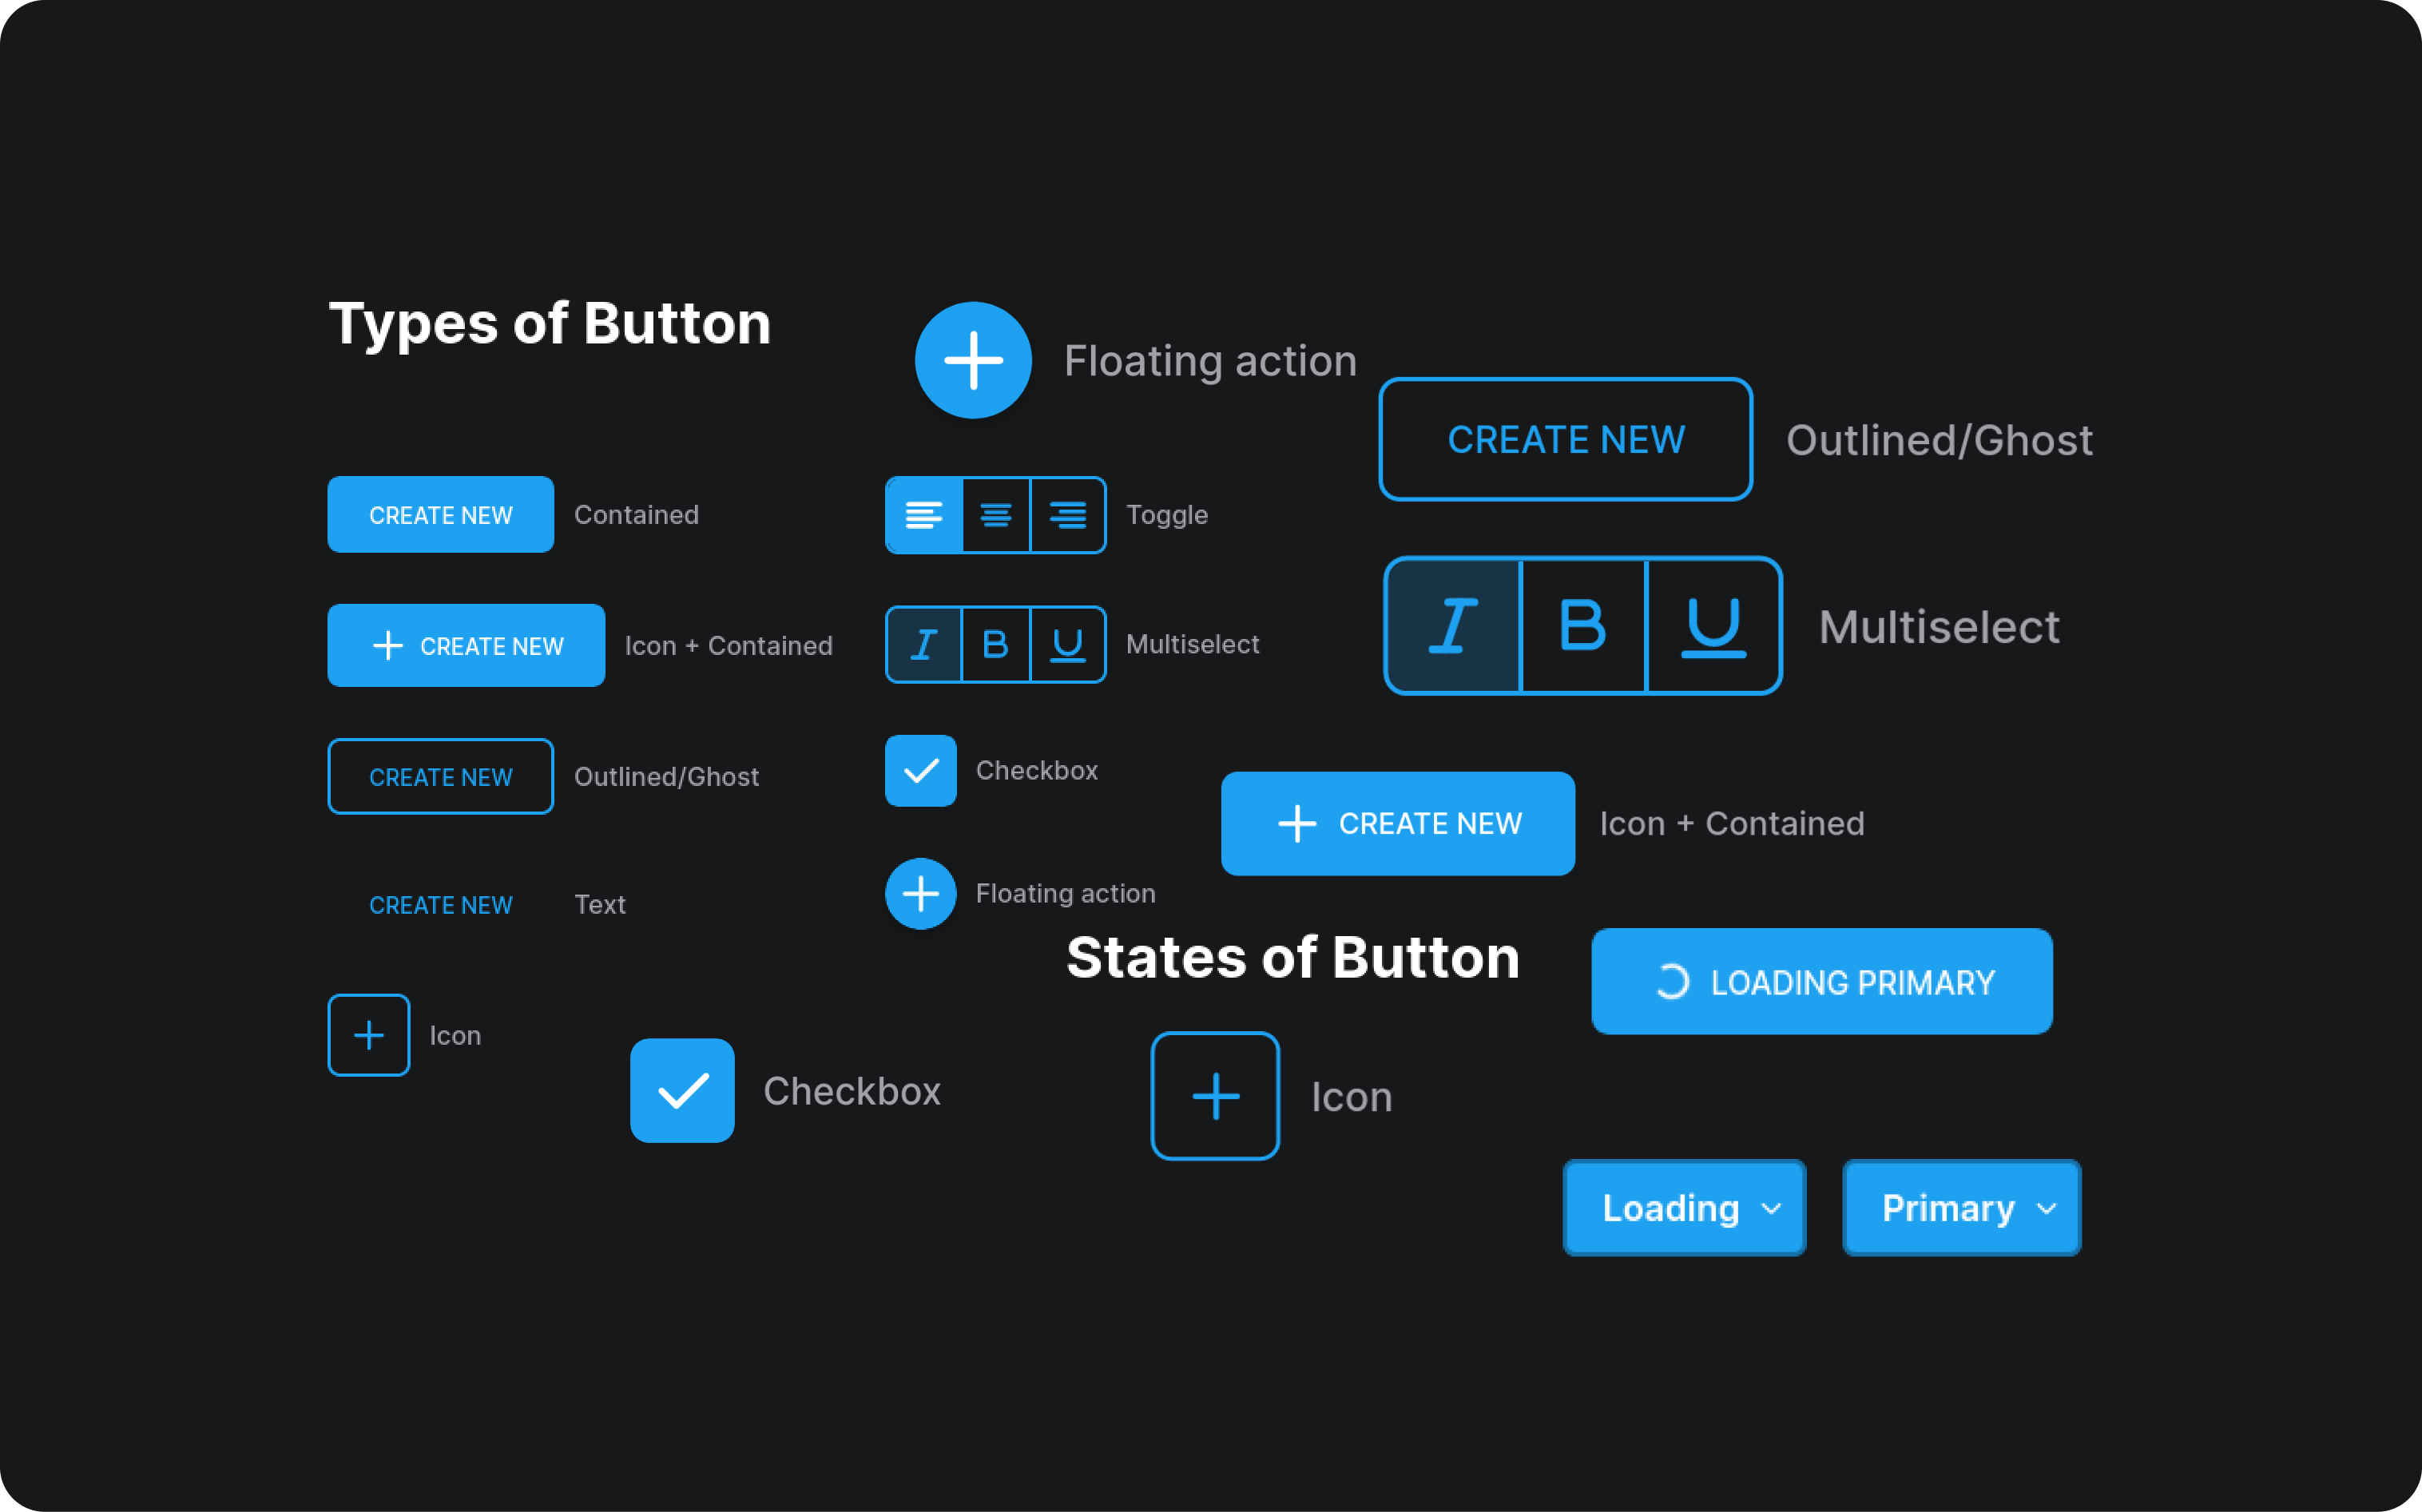 Types of Button
Floating action
CREATE NEW Outlined/Ghost
CREATE NEW Contained
Toggle
I B U Multiselect
CREATE NEW Icon + Contained
I B U Multiselect
CREATE NEW Outlined/Ghost
Checkbox
CREATE NEW Icon + Contained
CREATE NEW Text
Floating action
States of Button
LOADING PRIMARY
Icon
Checkbox
Icon
Loading
Primary